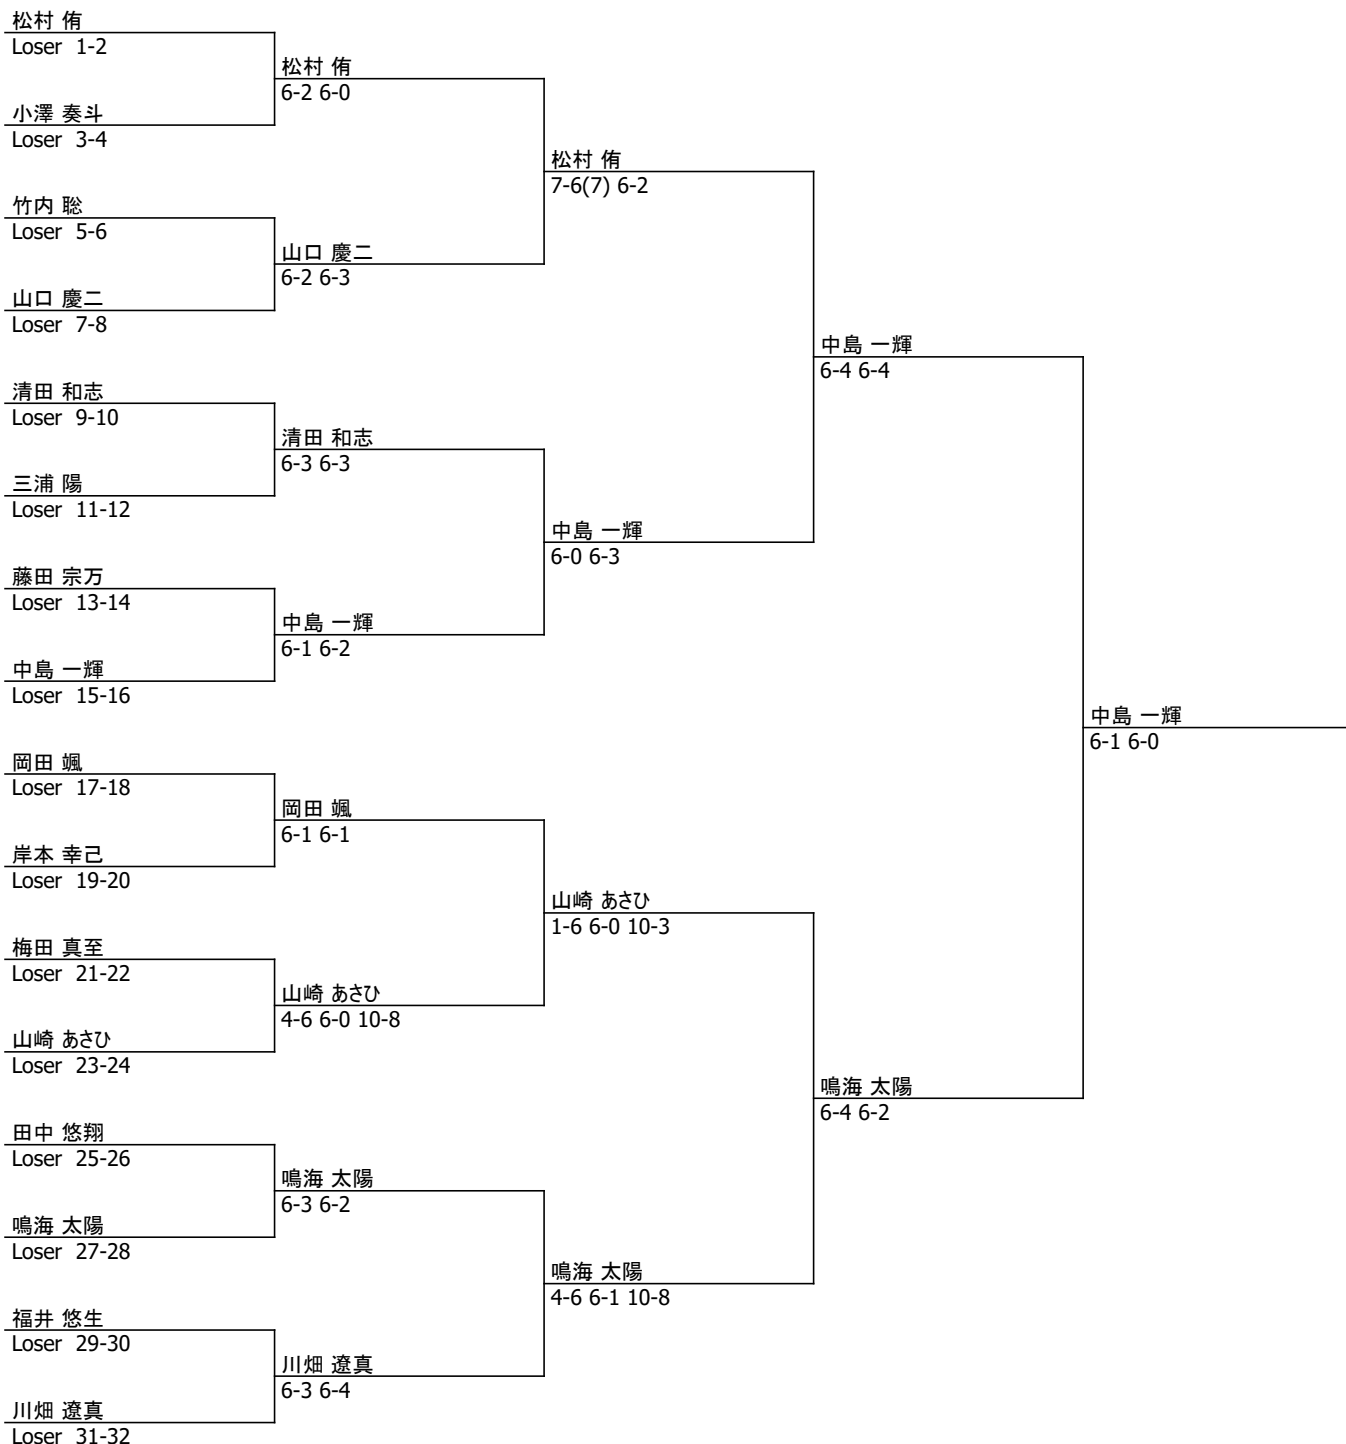 松村 侑
Loser 1-2
松村 侑
6-2 6-0
小澤 奏斗
Loser 3-4
松村 侑
7-6(7) 6-2
竹内 聡
Loser 5-6
山口 慶二
6-2 6-3
山口 慶二
Loser 7-8
中島 一輝
6-4 6-4
清田 和志
Loser 9-10
清田 和志
6-3 6-3
三浦 陽
Loser 11-12
中島 一輝
6-0 6-3
藤田 宗万
Loser 13-14
中島 一輝
6-1 6-2
中島 一輝
Loser 15-16
中島 一輝
6-1 6-0
岡田 颯
Loser 17-18
岡田 颯
6-1 6-1
岸本 幸己
Loser 19-20
山崎 あさひ
1-6 6-0 10-3
梅田 真至
Loser 21-22
山崎 あさひ
4-6 6-0 10-8
山崎 あさひ
Loser 23-24
鳴海 太陽
6-4 6-2
田中 悠翔
Loser 25-26
鳴海 太陽
6-3 6-2
鳴海 太陽
Loser 27-28
鳴海 太陽
4-6 6-1 10-8
福井 悠生
Loser 29-30
川畑 遼真
6-3 6-4
川畑 遼真
Loser 31-32